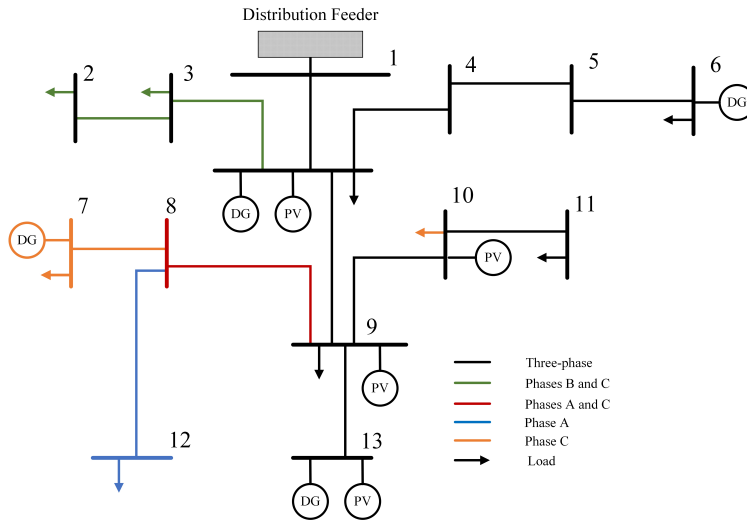 Distribution Feeder
1
2
3
4
5
6
DG
DG
PV
7
8
10
11
DG
PV
9
PV
Three-phase
Phases B and C
Phases A and C
Phase A
Phase C
Load
12
13
DG
PV